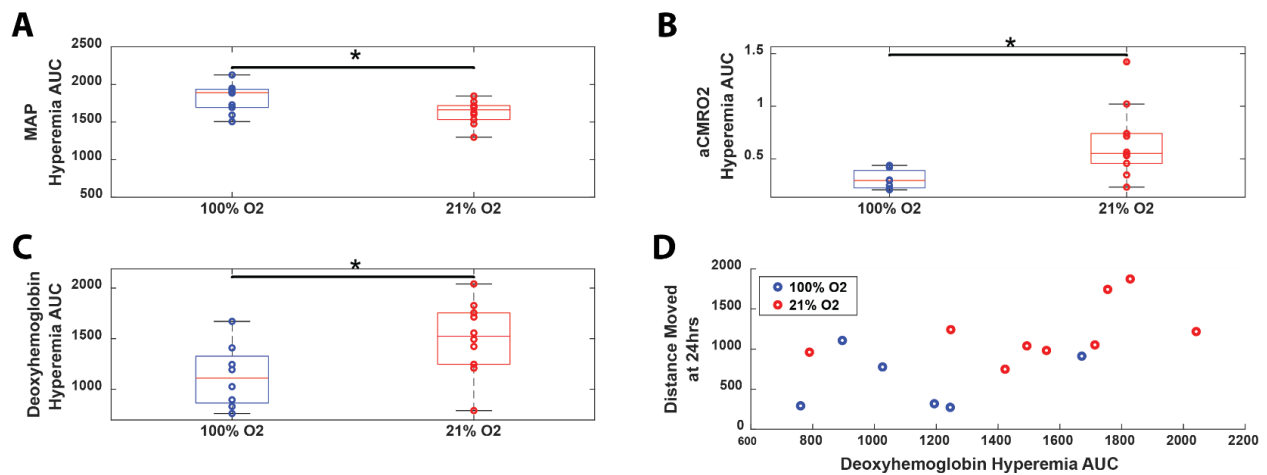 A
MAP
Hyperemia AUC
2500
2000
1500
1000
500
*
100% O2
21% O2
B
aCMRO2
Hyperemia AUC
1.5
1
0.5
*
100% O2
21% O2
C
Deoxyhemoglobin
Hyperemia AUC
2000
1500
1000
*
100% O2
21% O2
D
Distance Moved
at 24hrs
2000
1500
1000
500
0
100% O2
21% O2
600 800 1000 1200 1400 1600 1800 2000 2200
Deoxyhemoglobin Hyperemia AUC